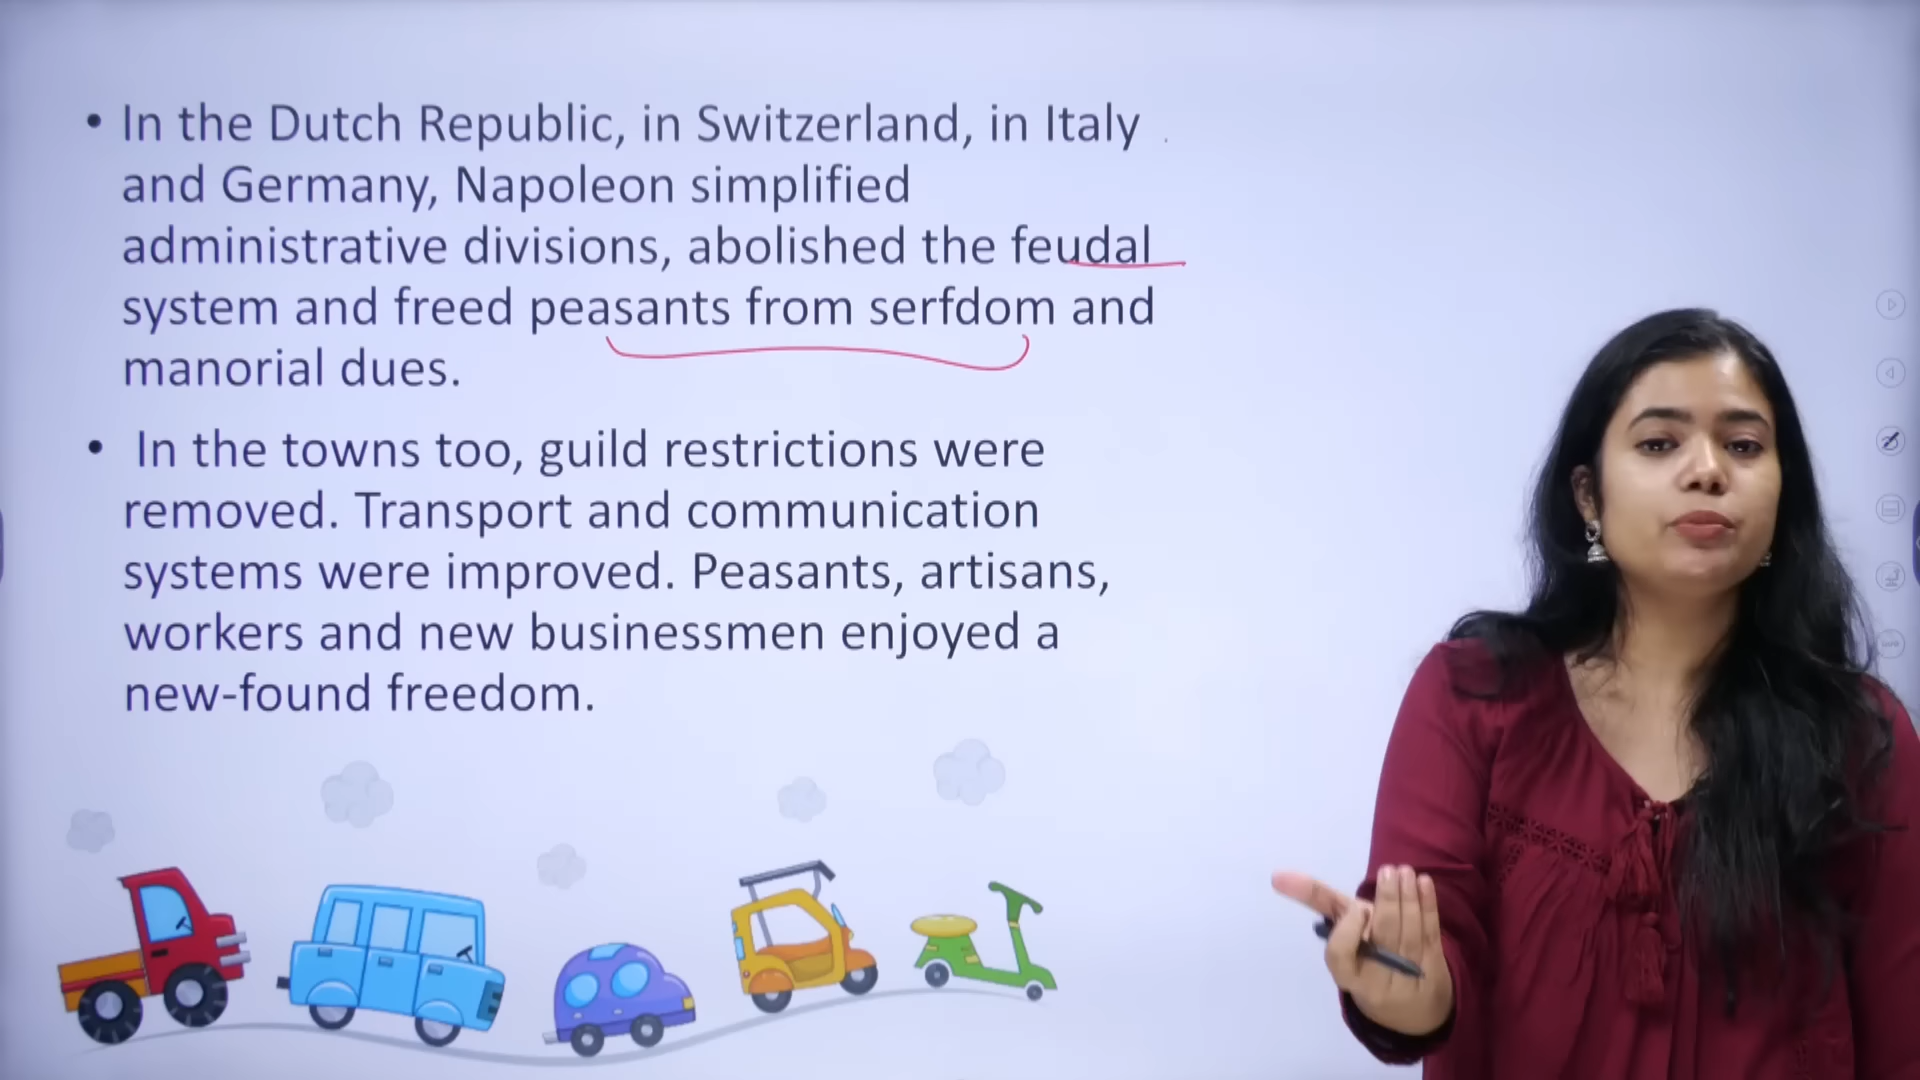 • In the Dutch Republic, in Switzerland, in Italy
and Germany, Napoleon simplified
administrative divisions, abolished the feudal
system and freed peasants from serfdom and
manorial dues.
• In the towns too, guild restrictions were
removed. Transport and communication
systems were improved. Peasants, artisans,
workers and new businessmen enjoyed a
new-found freedom.